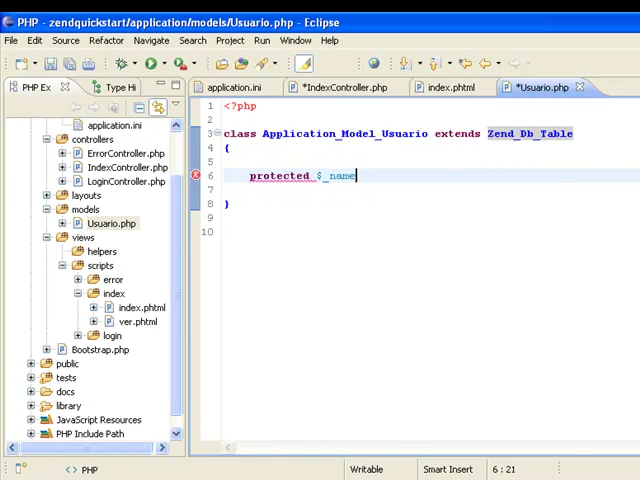 PHP - zendquickstart/application/models/Usuario.php - Eclipse
File Edit Source Refactor Navigate Search Project Run Window Help
PHP Ex Type Hi
application.ini *IndexController.php index.phtml *Usuario.php
application.ini
controllers
ErrorController.php
IndexController.php
LoginController.php
layouts
models
Usuario.php
views
helpers
scripts
error
index
index.phtml
ver.phtml
login
Bootstrap.php
public
tests
docs
library
JavaScript Resources
PHP Include Path
1 <?php
2
3 class Application_Model_Usuario extends Zend_Db_Table
4 {
5
6 protected $_name
7
8 }
9
10
<> PHP Writable Smart Insert 6 : 21